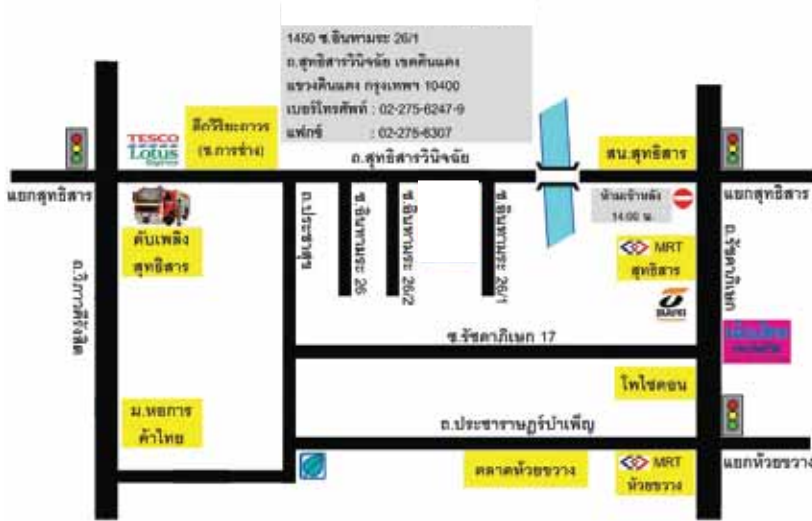 1450 ซ.อินทามระ 26/1
ถ.สุทธิสารวินิจฉัย เขตดินแดง
แขวงดินแดง กรุงเทพฯ 10400
เบอร์โทรศัพท์ : 02-275-6247-9
แฟกซ์ : 02-275-6307
TESCO
Lotus
ตึกวิริยะถาวร
(ซ.การช่าง)
ถ.สุทธิสารวินิจฉัย
สน.สุทธิสาร
แยกสุทธิสาร
แยกสุทธิสาร
ห้ามเข้าหลัง
14.00 น.
ดับเพลิง
สุทธิสาร
ถ.ประชาสุข
ซ.อินทามระ 26
ซ.อินทามระ 26/2
ซ.อินทามระ 26/1
MRT
สุทธิสาร
ถ.วิภาวดีรังสิต
ถ.รัชดาภิเษก
ซ.รัชดาภิเษก 17
โพไซดอน
ม.หอการ
ค้าไทย
ถ.ประชาราษฎร์บำเพ็ญ
ตลาดห้วยขวาง
MRT
ห้วยขวาง
แยกห้วยขวาง